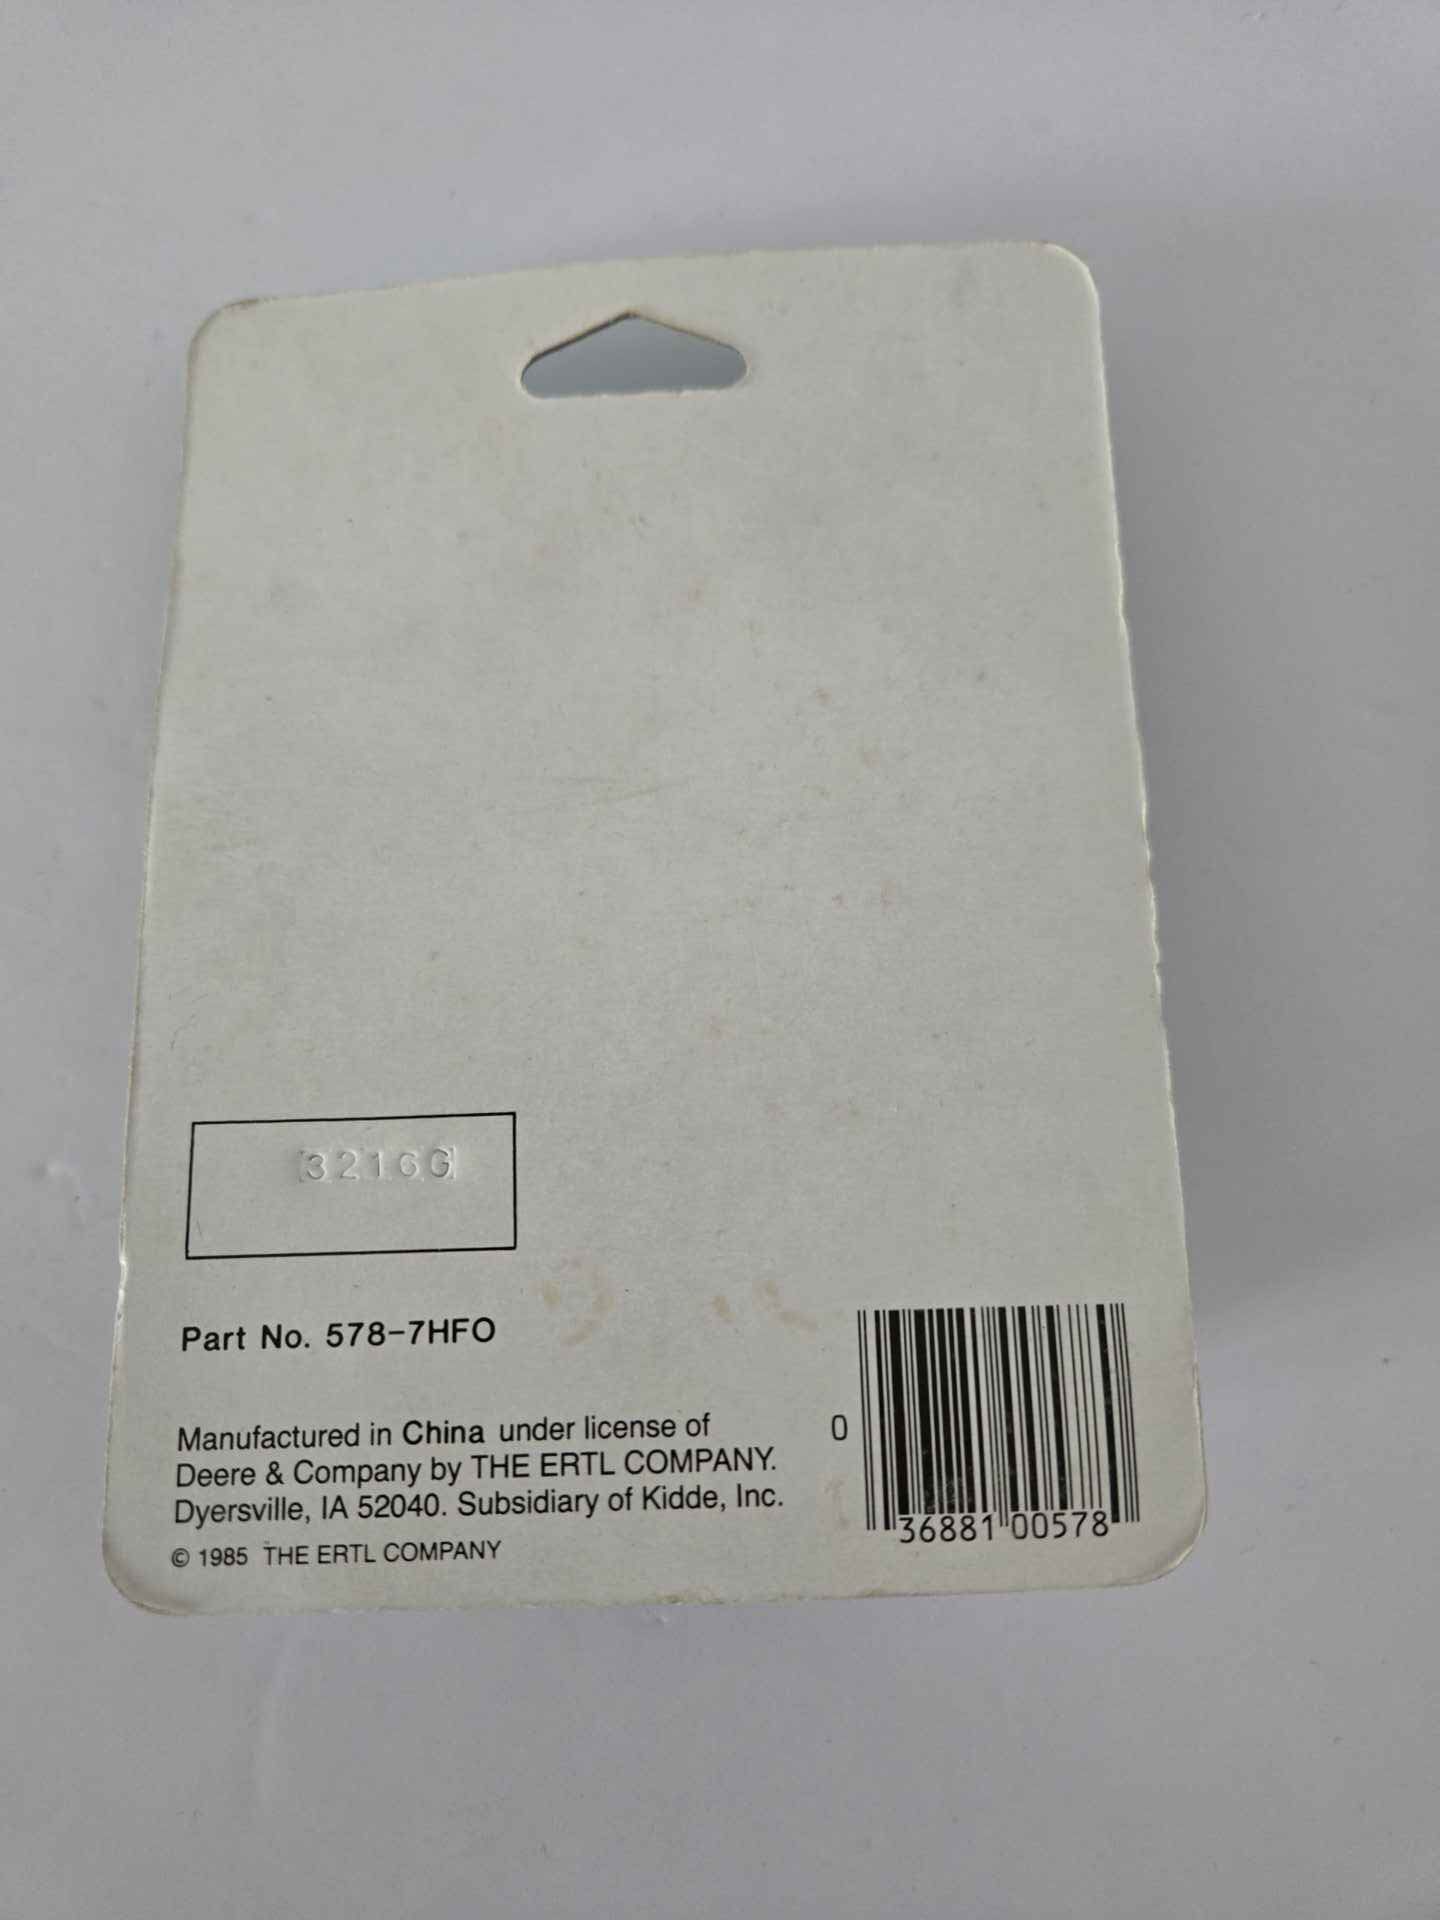 3216G
Part No. 578-7HFO
Manufactured in China under license of
Deere & Company by THE ERTL COMPANY.
Dyersville, IA 52040. Subsidiary of Kidde, Inc.
© 1985 THE ERTL COMPANY
0 36881 00578